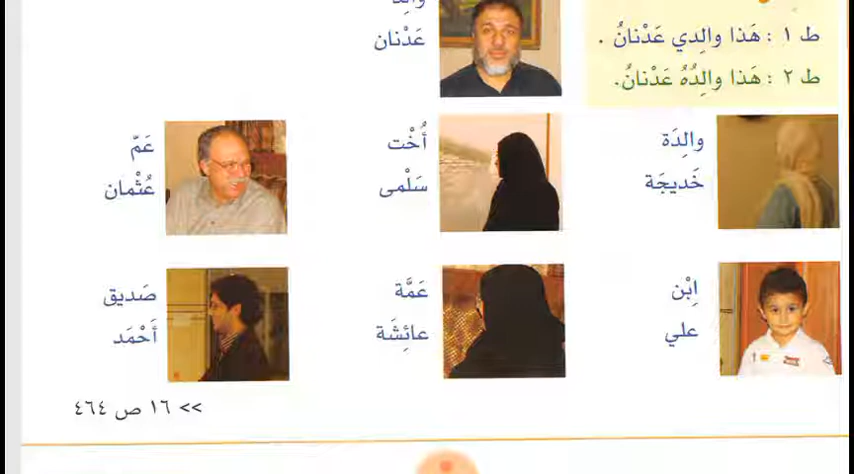 ط ١ : هَذا والِدي عَدْنانُ .
ط ٢ : هَذا والِدُهُ عَدْنانُ.
عَدْنان
والِدَة
خَديجَة
أُخْت
سَلْمى
عَمّ
عُثْمان
اِبْن
علي
عَمَّة
عائِشَة
صَديق
أَحْمَد
>> ١٦ ص ٤٦٤